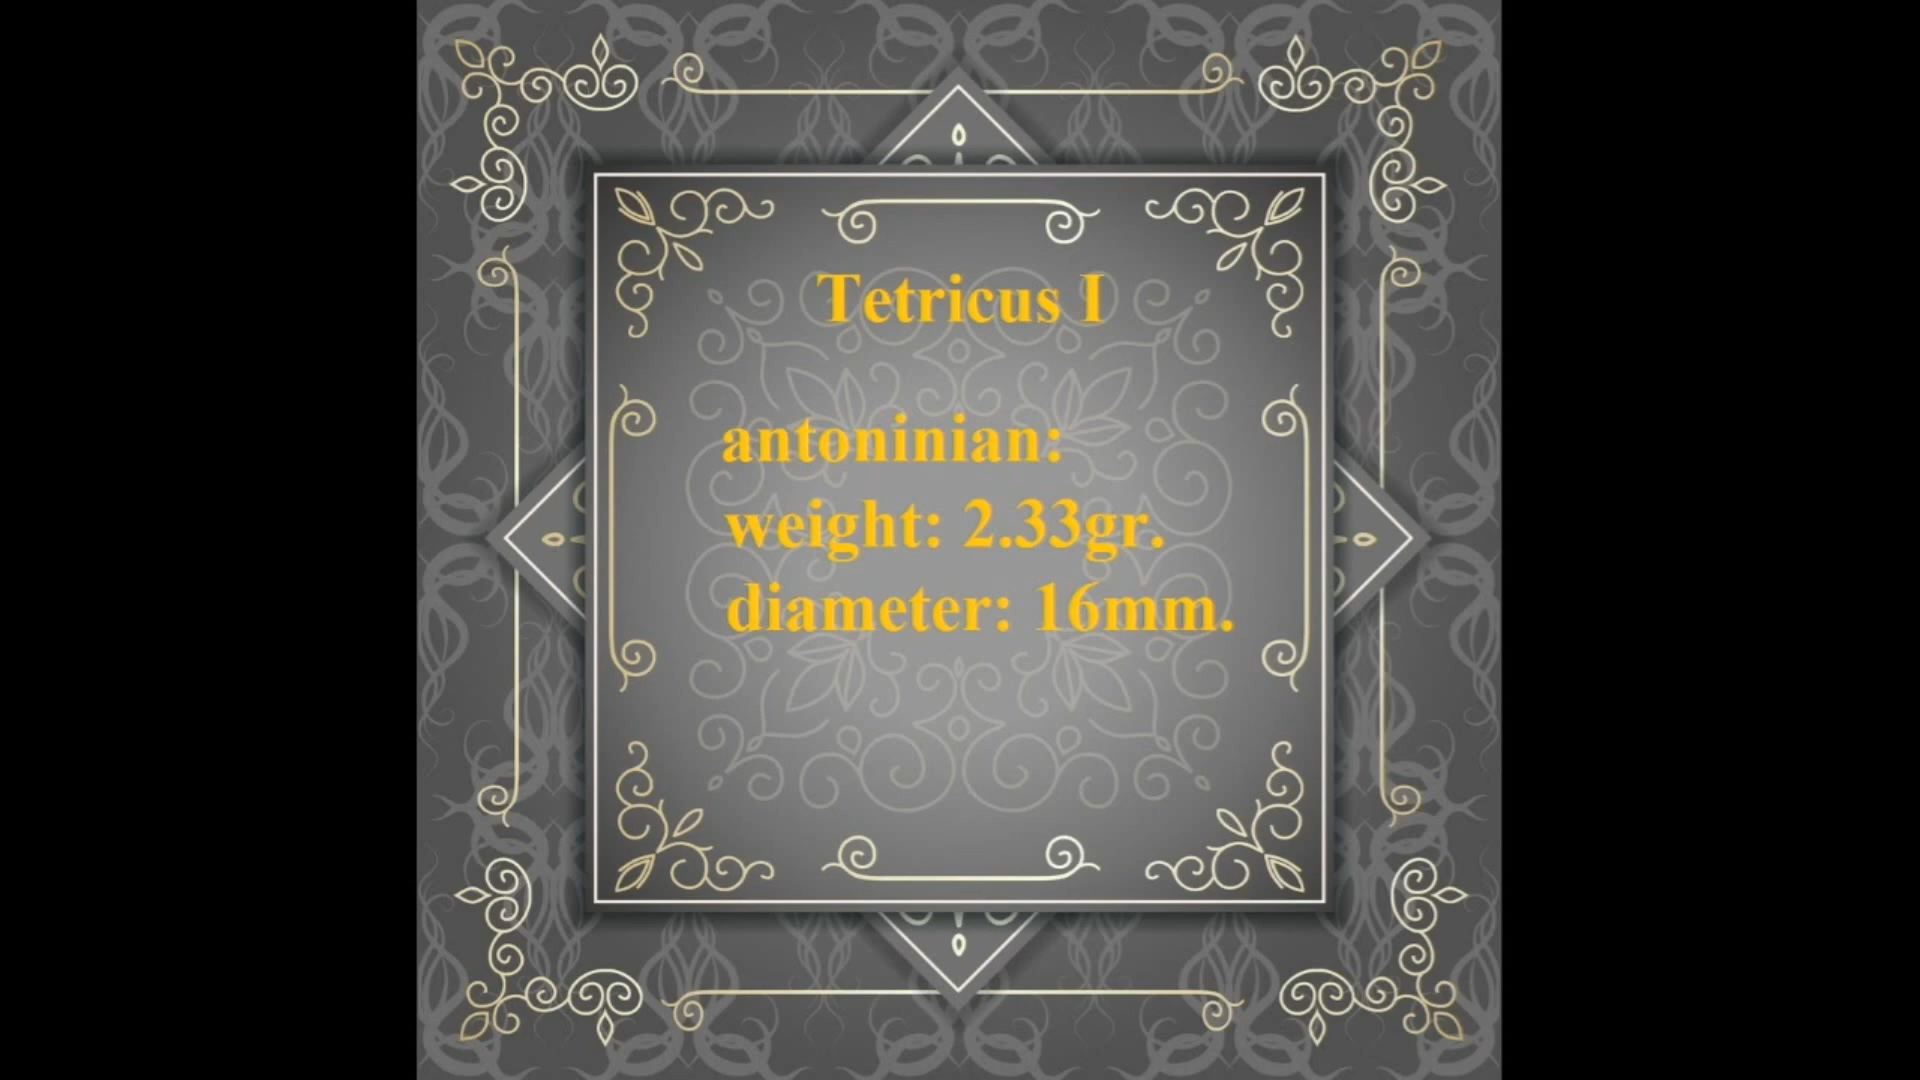 Tetricus I
antoninian:
weight: 2.33gr.
diameter: 16mm.